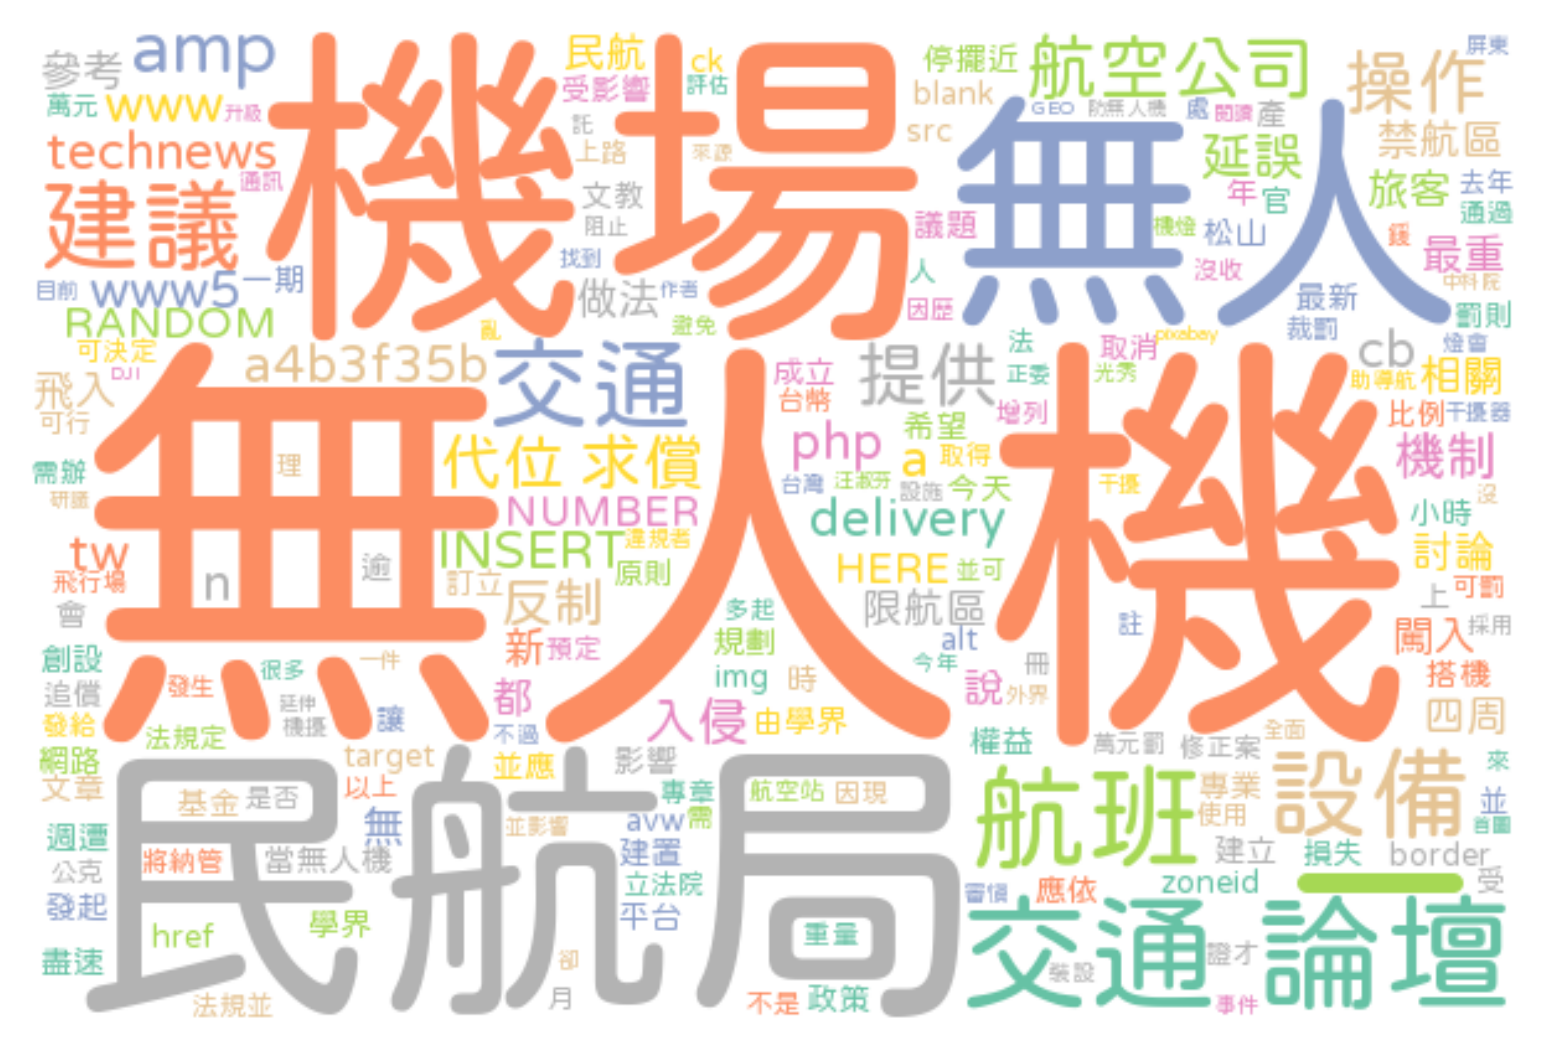 參考 amp
萬元 www 升級
technews
建議 通訊
目前 www5 一期
RANDOM
可決定
DJI
機場
民航 ck
受影響 評估
託
上路 來源
文教
阻止
找到
做法 作者
避免
亂
停擺近 航空公司
blank
src
GEO 防無人機 處 閱讀 產
延誤
年 官
議題
機燈 松山
沒收
人
因歷
無人
最新
裁罰
操作 屏東
禁航區
旅客 去年
通過
最重 鎂
中科院
罰則
飛入
可行
a4b3f35b
交通
提供
法
正委
取消
光秀
pixabay
cb 燈會
助導航 相關
比例 干擾器
成立
台幣
增列
無人機
需辦
研議
理
代位 求償
php
希望
a 取得
台灣 汪淑芬
設施 今天
干擾
機制
小時 沒
tw
飛行場
會
n
逾
NUMBER
INSERT 違規者
原則
訂立 反制
新 預定
delivery
HERE 並可
限航區
討論
上 可罰
闖入 採用
搭機
四周
多起
規劃
alt
今年
註
冊
外界
img 時
說
創設
追償
發給
發生
很多 一件
延伸
機擾
讓
法規定
都
不過
入侵 由學界
權益
萬元罰 修正案 全面
網路
文章
target
並應 影響
以上
民航局
基金 是否
無
並影響
avw
專章
需
航空站 因現
航班
設備
專業
使用
來
並
首圖
週遭
公克
發起
將納管 當無人機
建置
立法院
平台
建立 損失 border
zoneid
受
審慎 應依
一
href 學界
盡速
法規並
卻
月
重量
不是 政策
交通 論壇
裝設 證才
事件